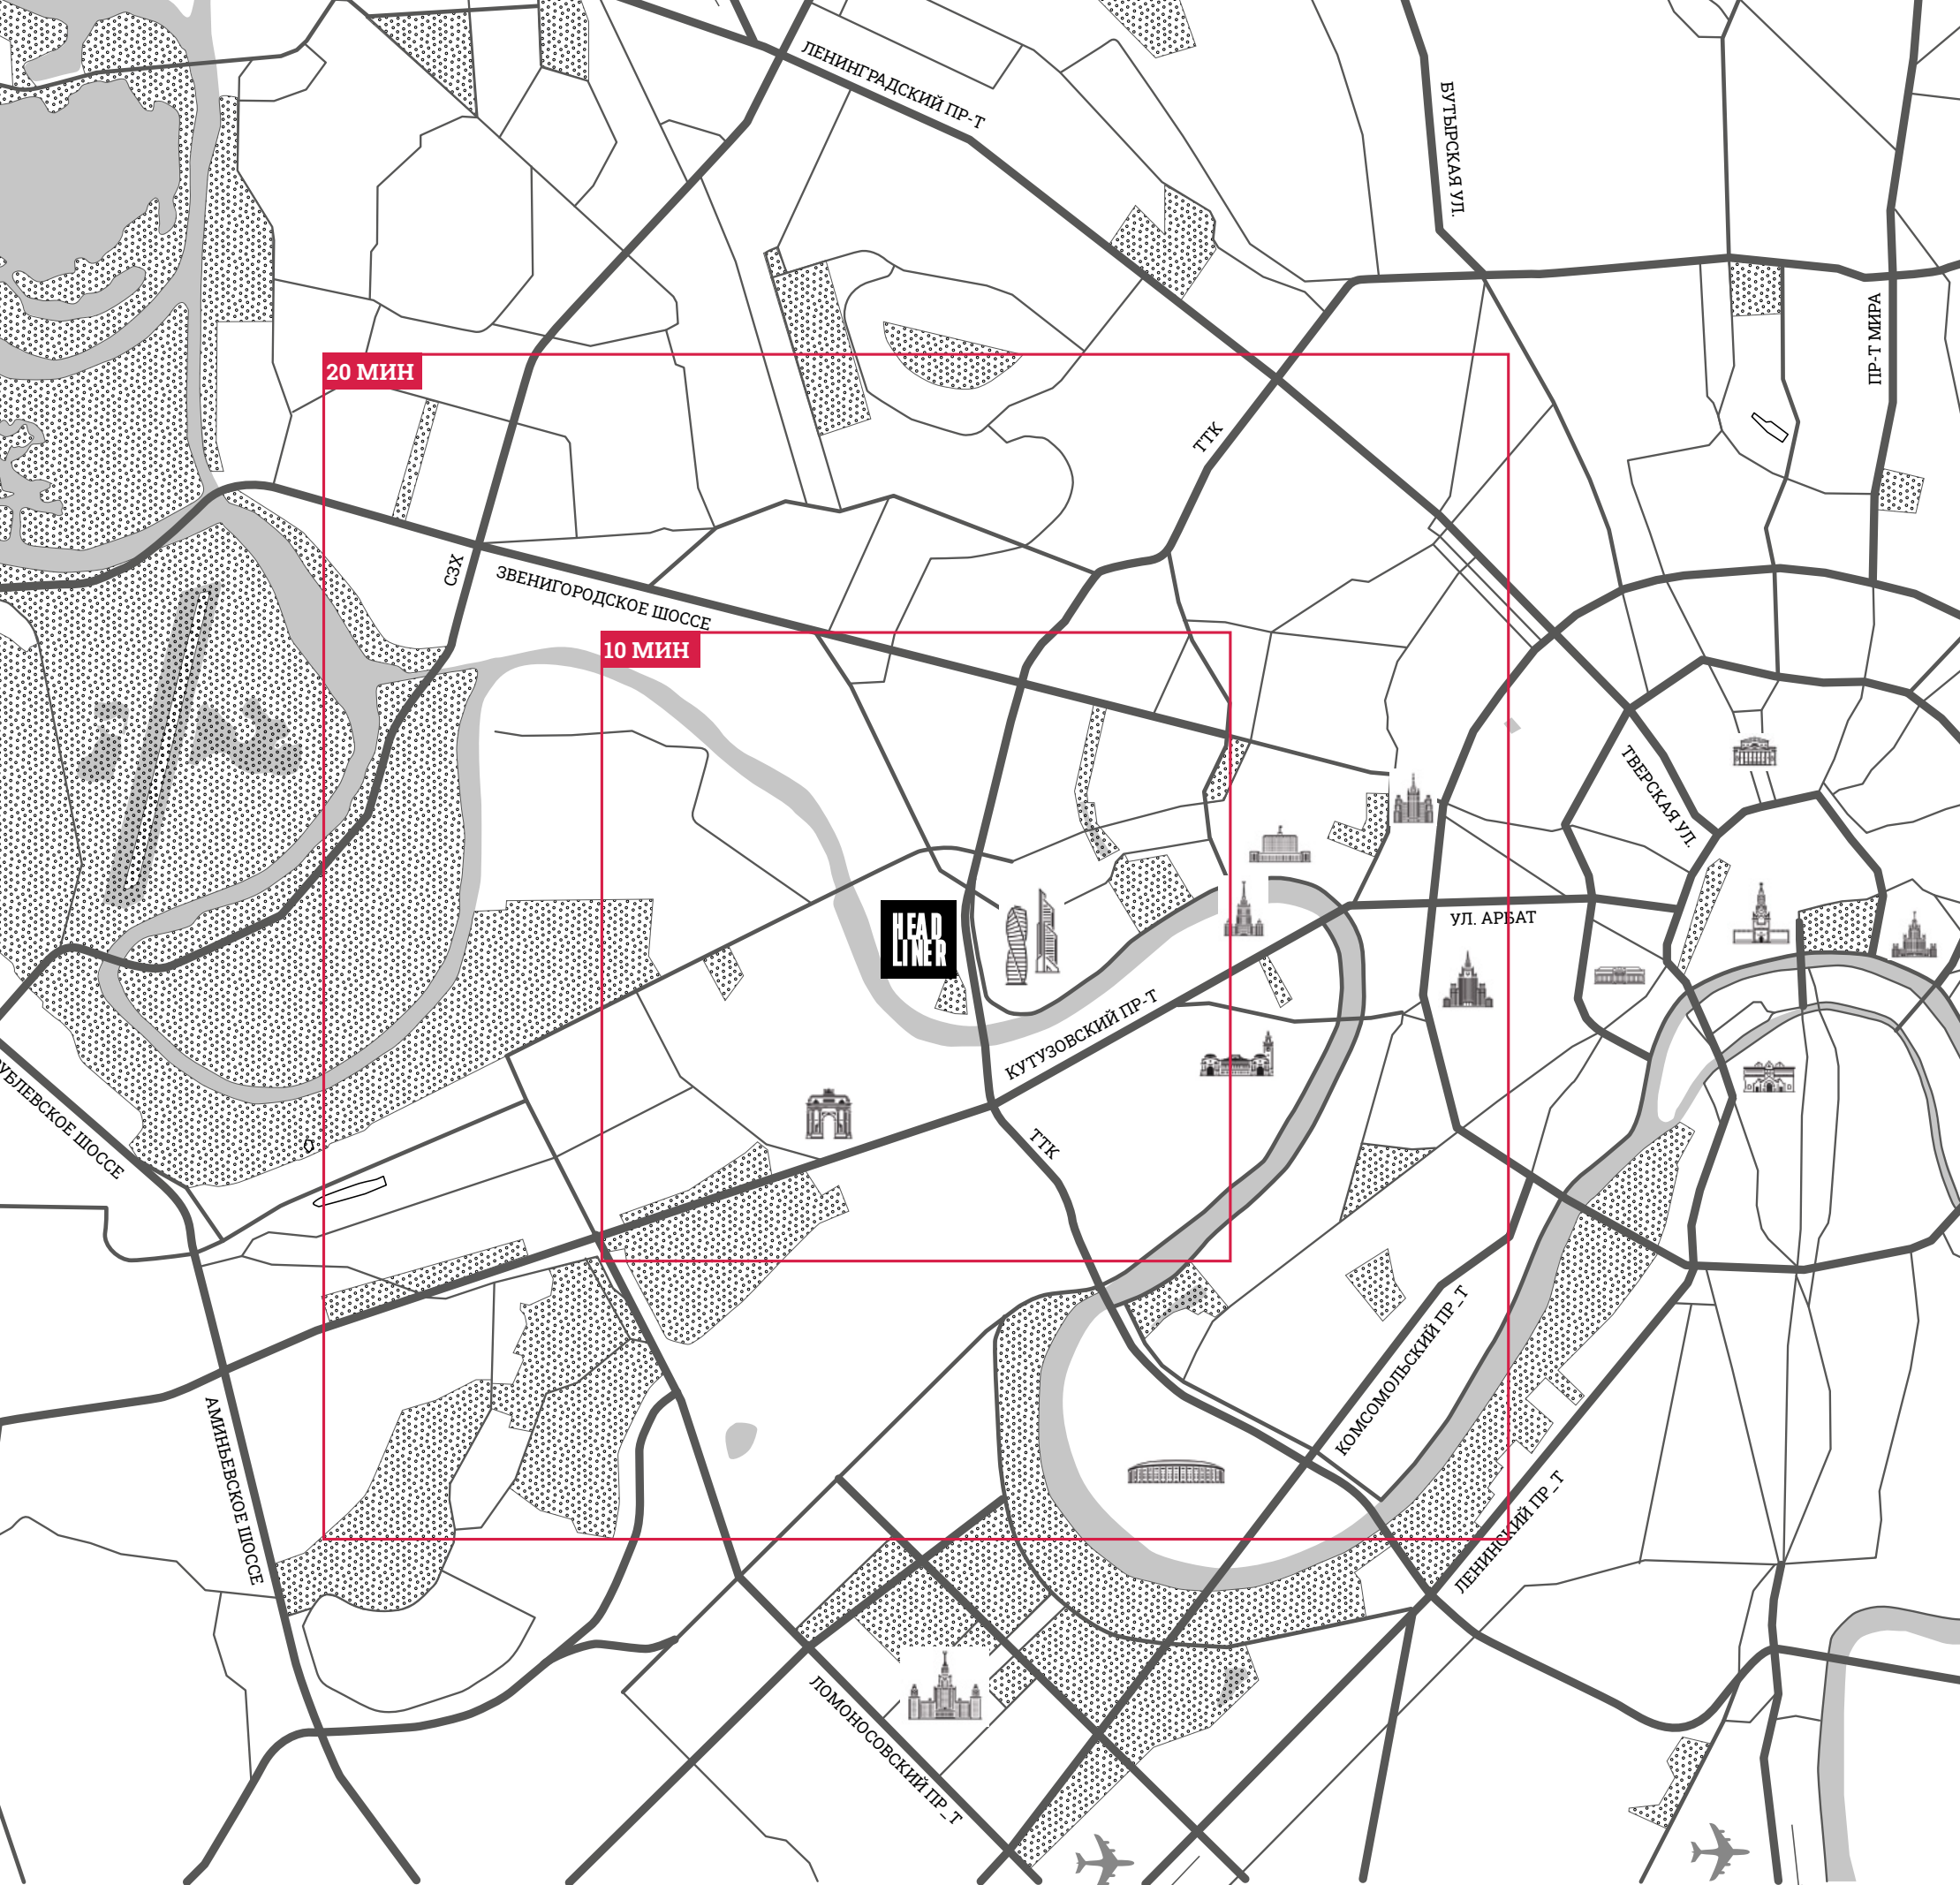 ЛЕНИНГРАДСКИЙ ПР-Т
БУТЫРСКАЯ УЛ.
ПР-Т МИРА
20 МИН
ТТК
СЗХ
ЗВЕНИГОРОДСКОЕ ШОССЕ
10 МИН
ТВЕРСКАЯ УЛ.
HEAD
LINER
УЛ. АРБАТ
КУТУЗОВСКИЙ ПР-Т
УБЛЕВСКОЕ ШОССЕ
ТТК
КОМСОМОЛЬСКИЙ ПР_Т
АМИНЬЕВСКОЕ ШОССЕ
ЛЕНИНСКИЙ ПР_Т
ЛОМОНОСОВСКИЙ ПР_Т